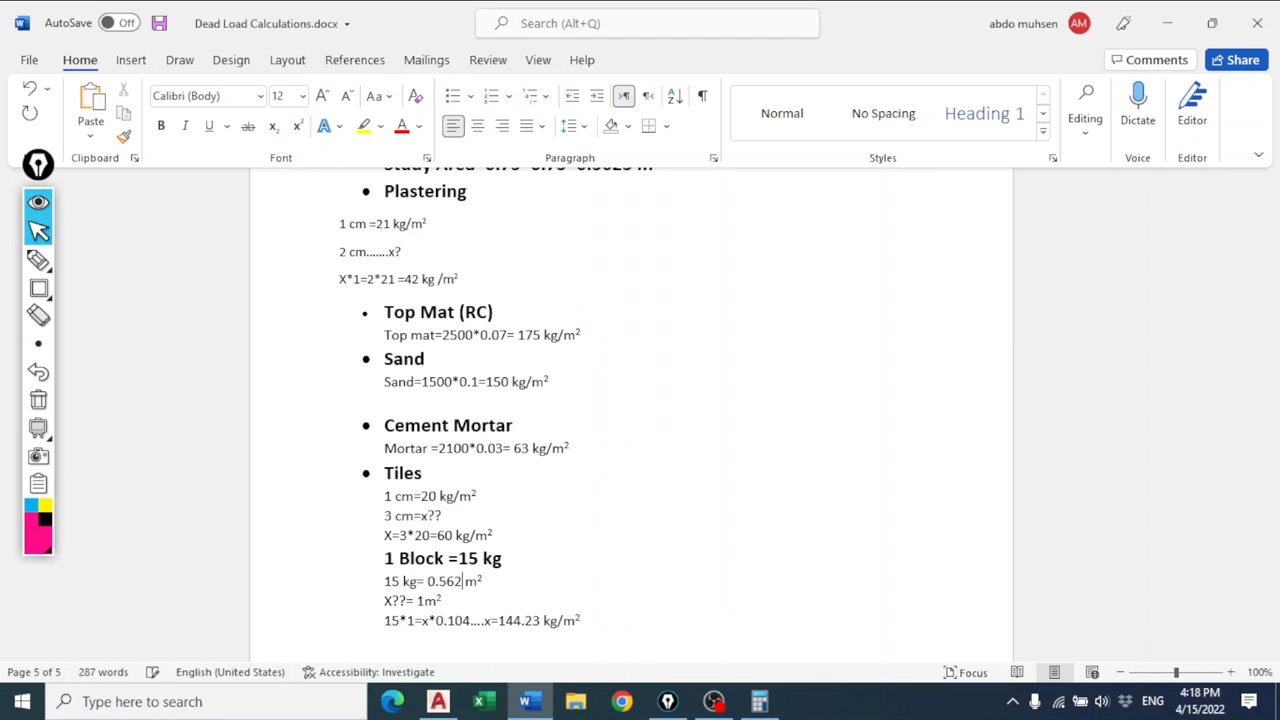 AutoSave Off Dead Load Calculations.docx Search (Alt+Q) abdo muhsen AM
File Home Insert Draw Design Layout References Mailings Review View Help Comments Share
Paste Calibri (Body) 12 Aa Normal No Spacing Heading 1 Editing Dictate Editor
B I U ab x₂ x² A A
Clipboard Font Paragraph Styles Voice Editor
Study Area
• Plastering
1 cm =21 kg/m²
2 cm.......x?
X*1=2*21 =42 kg /m²
• Top Mat (RC)
Top mat=2500*0.07= 175 kg/m²
• Sand
Sand=1500*0.1=150 kg/m²
• Cement Mortar
Mortar =2100*0.03= 63 kg/m²
• Tiles
1 cm=20 kg/m²
3 cm=x??
X=3*20=60 kg/m²
1 Block =15 kg
15 kg= 0.562 m²
X??= 1m²
15*1=x*0.104....x=144.23 kg/m²
Page 5 of 5 287 words English (United States) Accessibility: Investigate Focus 100%
Type here to search ENG 4:18 PM
4/15/2022